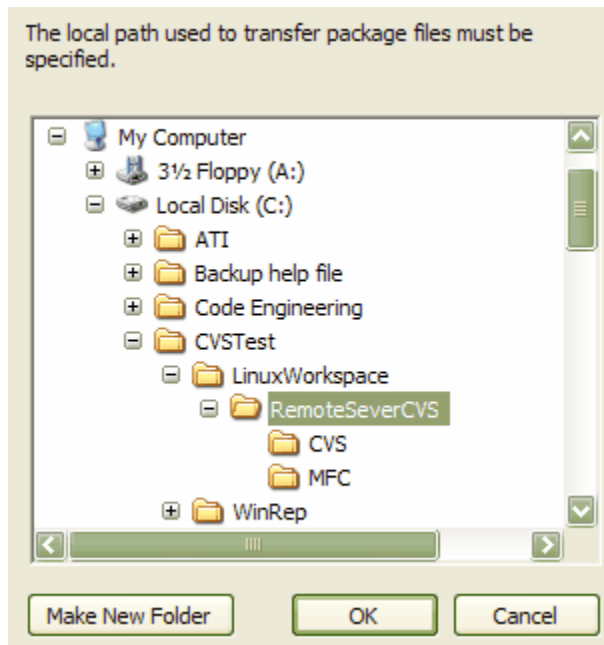 The local path used to transfer package files must be
specified.
My Computer
3½ Floppy (A:)
Local Disk (C:)
ATI
Backup help file
Code Engineering
CVSTest
LinuxWorkspace
RemoteSeverCVS
CVS
MFC
WinRep
Make New Folder
OK
Cancel